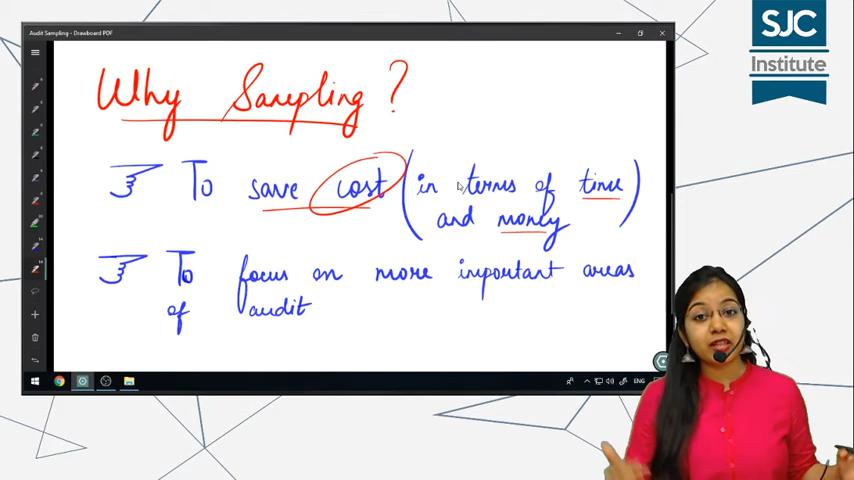 Audit Sampling - Drawboard PDF
SJC
Institute
Why Sampling?
To save cost (in terms of time
and money)
To focus on more important areas
of audit
ENG